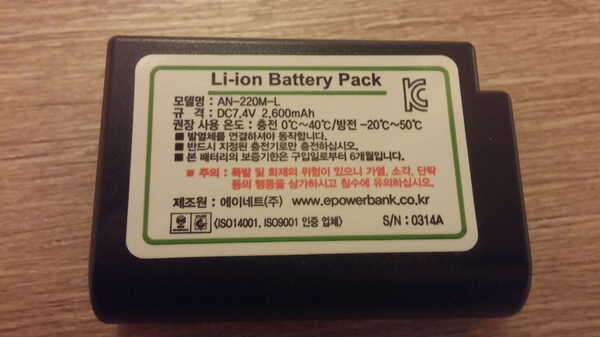 Li-ion Battery Pack
모델명 : AN-220M-L
규 격 : DC7.4V 2,600mAh
권장 사용 온도 : 충전 0℃~40℃/방전 -20℃~50℃
■ 발열체를 연결하셔야 동작합니다.
■ 반드시 지정된 충전기로만 충전하십시요.
■ 본 배터리의 보증기한은 구입일로부터 6개월입니다.
■ 주의 : 폭발 및 화재의 위험이 있으니 가열, 소각, 단락
등의 행동을 삼가하시고 침수에 유의하십시오.
제조원 : 에이네트(주) www.epowerbank.co.kr
(ISO14001, ISO9001 인증 업체) S/N : 0314A